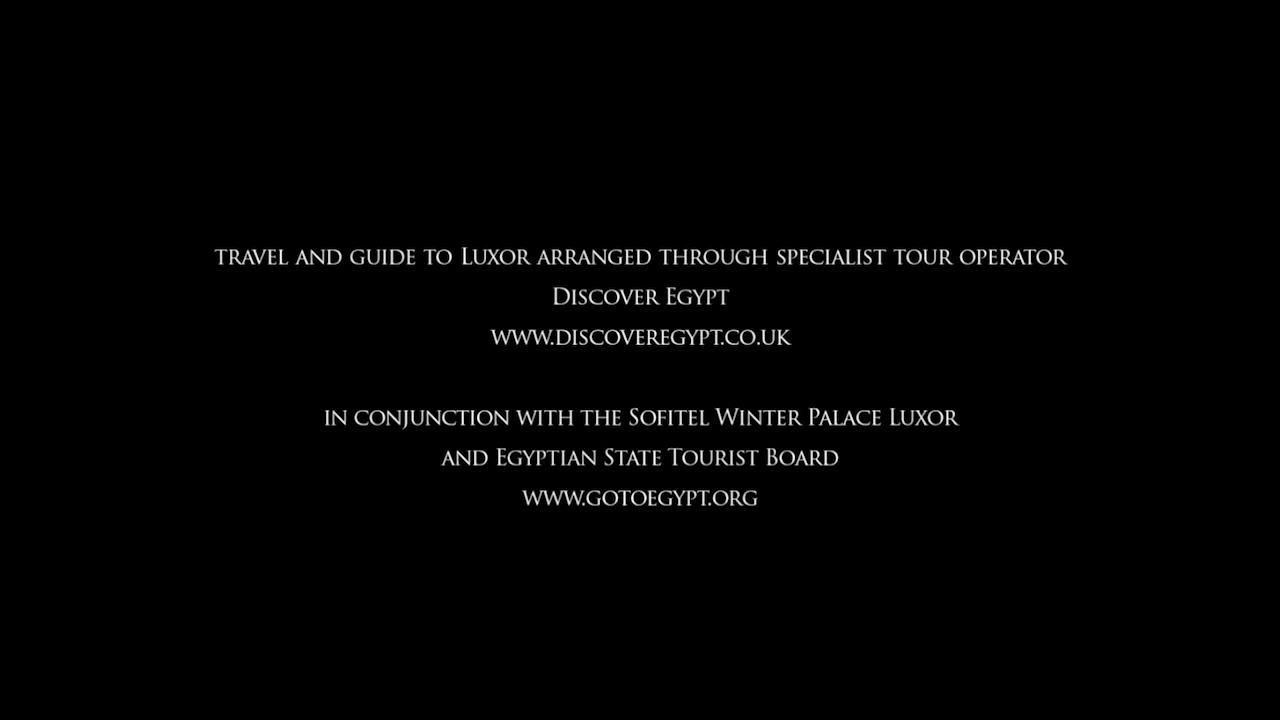 travel and guide to Luxor arranged through specialist tour operator
Discover Egypt
www.discoveregypt.co.uk
in conjunction with the Sofitel Winter Palace Luxor
and Egyptian State Tourist Board
www.gotoegypt.org